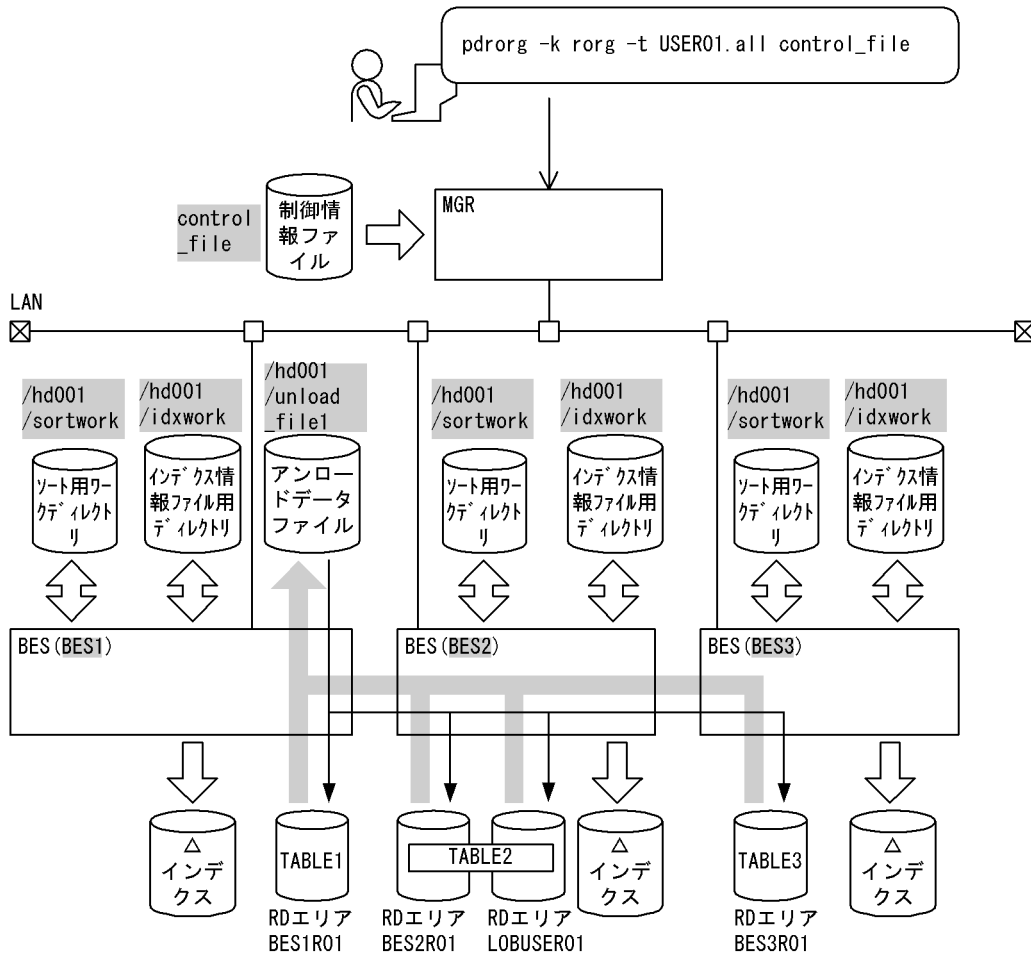 pdrorg -k rorg -t USER01.all control_file
control
_file
制御情
報ファ
イル
MGR
LAN
/hd001
/sortwork
/hd001
/idxwork
/hd001
/unload
_file1
/hd001
/sortwork
/hd001
/idxwork
/hd001
/sortwork
/hd001
/idxwork
ｿｰﾄ用ﾜｰ
ｸﾃﾞｨﾚｸﾄ
ﾘ
ｲﾝﾃﾞｸｽ情
報ﾌｧｲﾙ用
ﾃﾞｨﾚｸﾄﾘ
アンロー
ドデータ
ファイル
ｿｰﾄ用ﾜｰ
ｸﾃﾞｨﾚｸﾄ
ﾘ
ｲﾝﾃﾞｸｽ情
報ﾌｧｲﾙ用
ﾃﾞｨﾚｸﾄﾘ
ｿｰﾄ用ﾜｰ
ｸﾃﾞｨﾚｸﾄ
ﾘ
ｲﾝﾃﾞｸｽ情
報ﾌｧｲﾙ用
ﾃﾞｨﾚｸﾄﾘ
BES(BES1)
BES(BES2)
BES(BES3)
△
インデ
クス
TABLE1
TABLE2
△
インデ
クス
TABLE3
△
インデ
クス
RDエリア
BES1R01
RDエリア
BES2R01
RDエリア
LOBUSER01
RDエリア
BES3R01